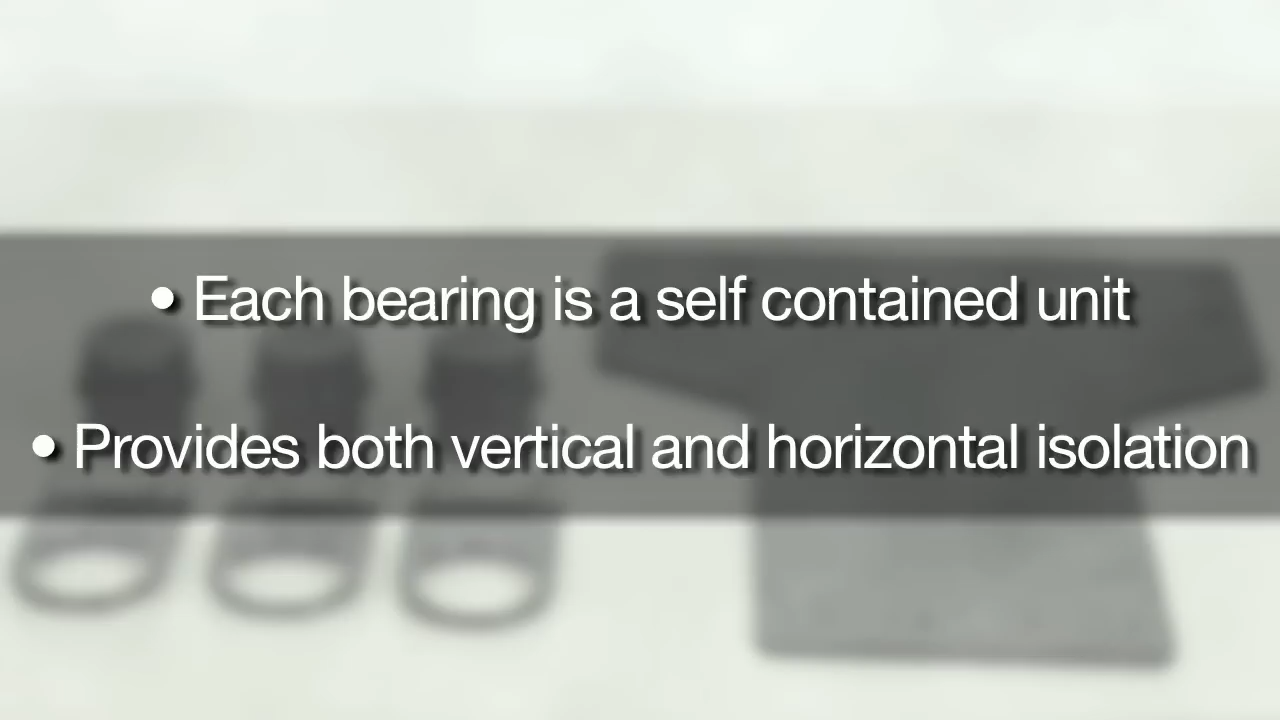 • Each bearing is a self contained unit
• Provides both vertical and horizontal isolation